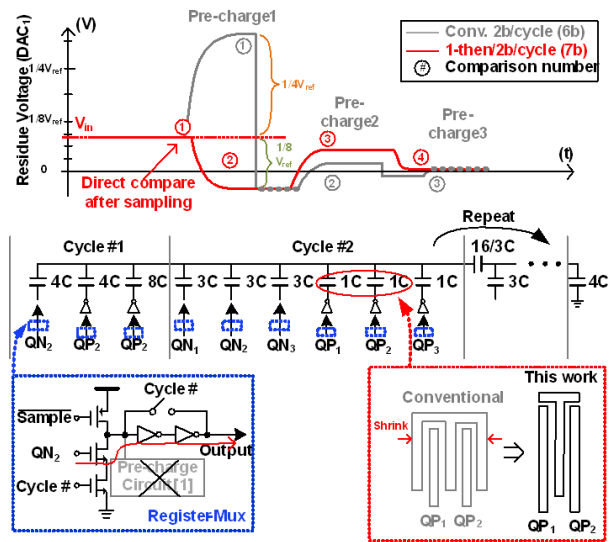 (V)
Pre-charge1
Residue Voltage (DAC₁)
1/4Vref
1/8Vref
Vin
0
1
1
1/4Vref
1/8
Vref
2
Direct compare
after sampling
Pre-
charge2
3
2
Pre-
charge3
4
3
(t)
Conv. 2b/cycle (6b)
1-then/2b/cycle (7b)
# Comparison number
Cycle #1
Cycle #2
Repeat
16/3C
4C 4C 8C 3C 3C 3C 1C 1C 1C 3C 4C
QN₂ QP₂ QP₂ QN₁ QN₂ QN₃ QP₁ QP₂ QP₃
Sample
QN₂
Cycle #
Cycle #
Output
Pre-charge
Circuit[1]
Register+Mux
Conventional
This work
Shrink
QP₁ QP₂
QP₁ QP₂